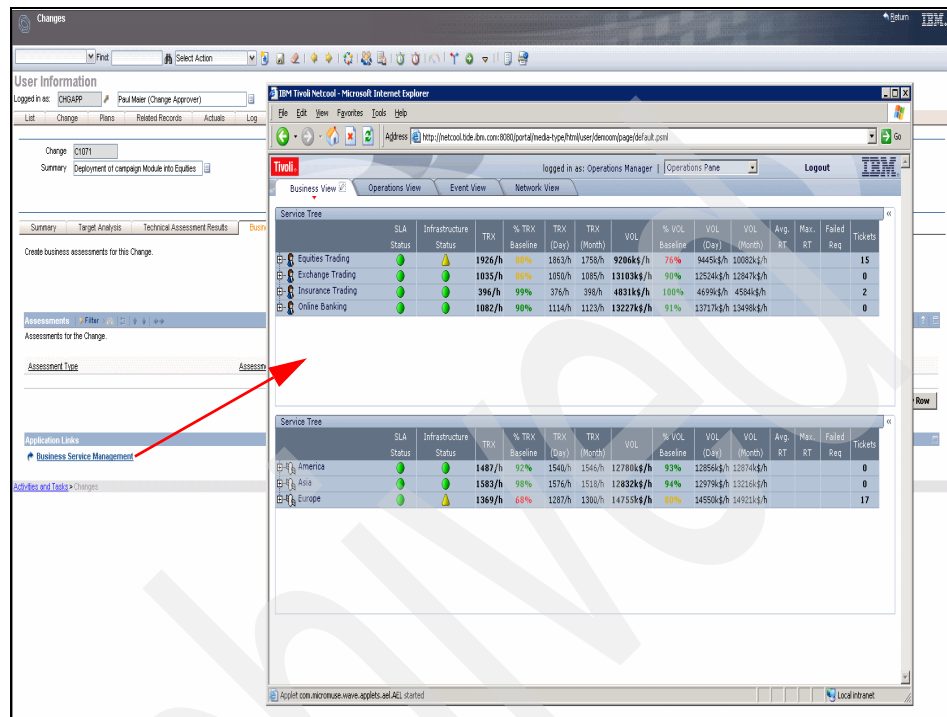 Changes
Return IBM.
Find: Select Action
User Information
Logged in as: CHGAPP Paul Maier (Change Approver)
List Change Plans Related Records Actuals Log
Change C1071
Summary Deployment of campaign Module into Equities
Summary Target Analysis Technical Assessment Results
Create business assessments for this Change.
Assessments Filter
Assessments for the Change.
Assessment Type
Row
Application Links
Business Service Management
Activities and Tasks > Changes
IBM Tivoli Netcool - Microsoft Internet Explorer
File Edit View Favorites Tools Help
Address http://netcool.tide.ibm.com:8080/portal/media-type/html/user/denoom/page/default.psml Go
Tivoli. logged in as: Operations Manager | Operations Pane Logout IBM
Business View Operations View Event View Network View
Service Tree
SLA Status Infrastructure Status TRX % TRX Baseline TRX (Day) TRX (Month) VOL % VOL Baseline VOL (Day) VOL (Month) Avg. RT Max. RT Failed Req Tickets
Equities Trading 1926/h 1863/h 1758/h 9206k$/h 76% 9445k$/h 10082k$/h 15
Exchange Trading 1035/h 86% 1050/h 1085/h 13103k$/h 90% 12524k$/h 12847k$/h 0
Insurance Trading 396/h 99% 376/h 398/h 4831k$/h 100% 4699k$/h 4584k$/h 2
Online Banking 1082/h 90% 1114/h 1123/h 13227k$/h 91% 13717k$/h 13498k$/h 0
Service Tree
SLA Status Infrastructure Status TRX % TRX Baseline TRX (Day) TRX (Month) VOL % VOL Baseline VOL (Day) VOL (Month) Avg. RT Max. RT Failed Req Tickets
America 1487/h 92% 1540/h 1546/h 12780k$/h 93% 12856k$/h 12874k$/h 0
Asia 1583/h 98% 1576/h 1518/h 12832k$/h 94% 12979k$/h 13216k$/h 0
Europe 1369/h 68% 1287/h 1300/h 14755k$/h 14550k$/h 14921k$/h 17
Applet com.micromuse.wave.applets.ael.AEL started Local intranet